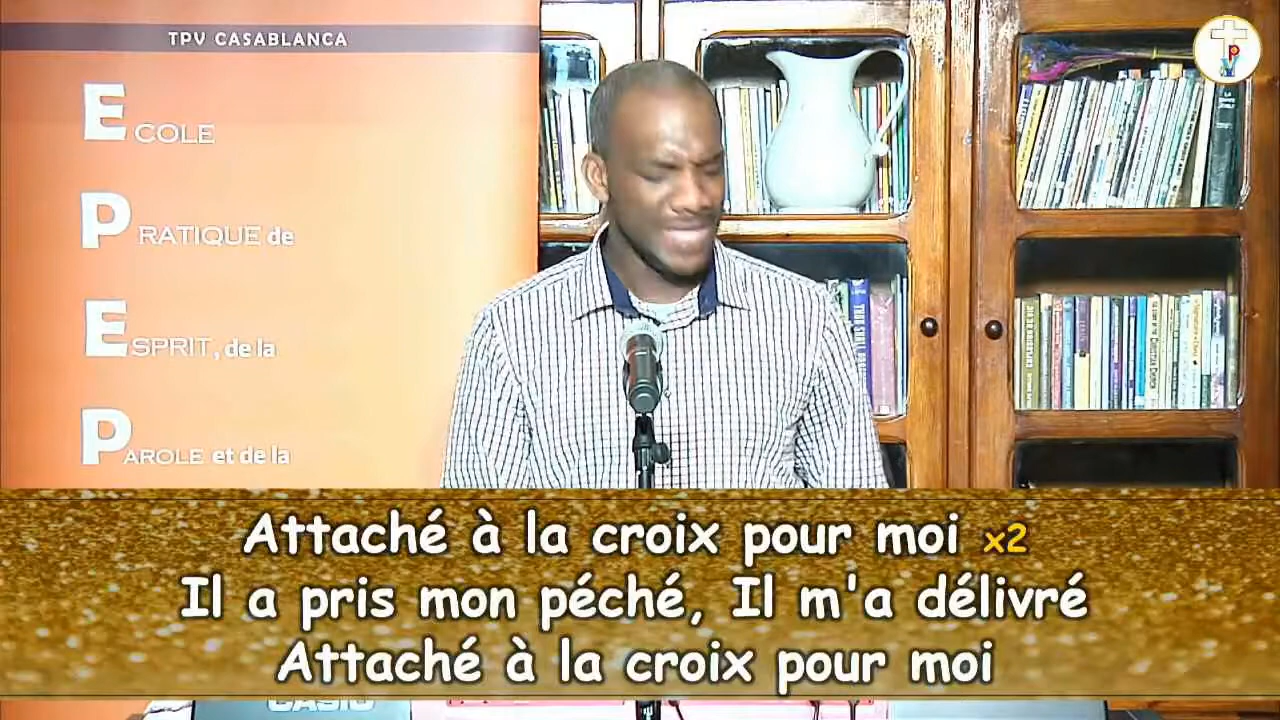 TPV CASABLANCA
ECOLE
PRATIQUE de
ESPRIT, de la
PAROLE et de la
Attaché à la croix pour moi x2
Il a pris mon péché, Il m'a délivré
Attaché à la croix pour moi
CASIO